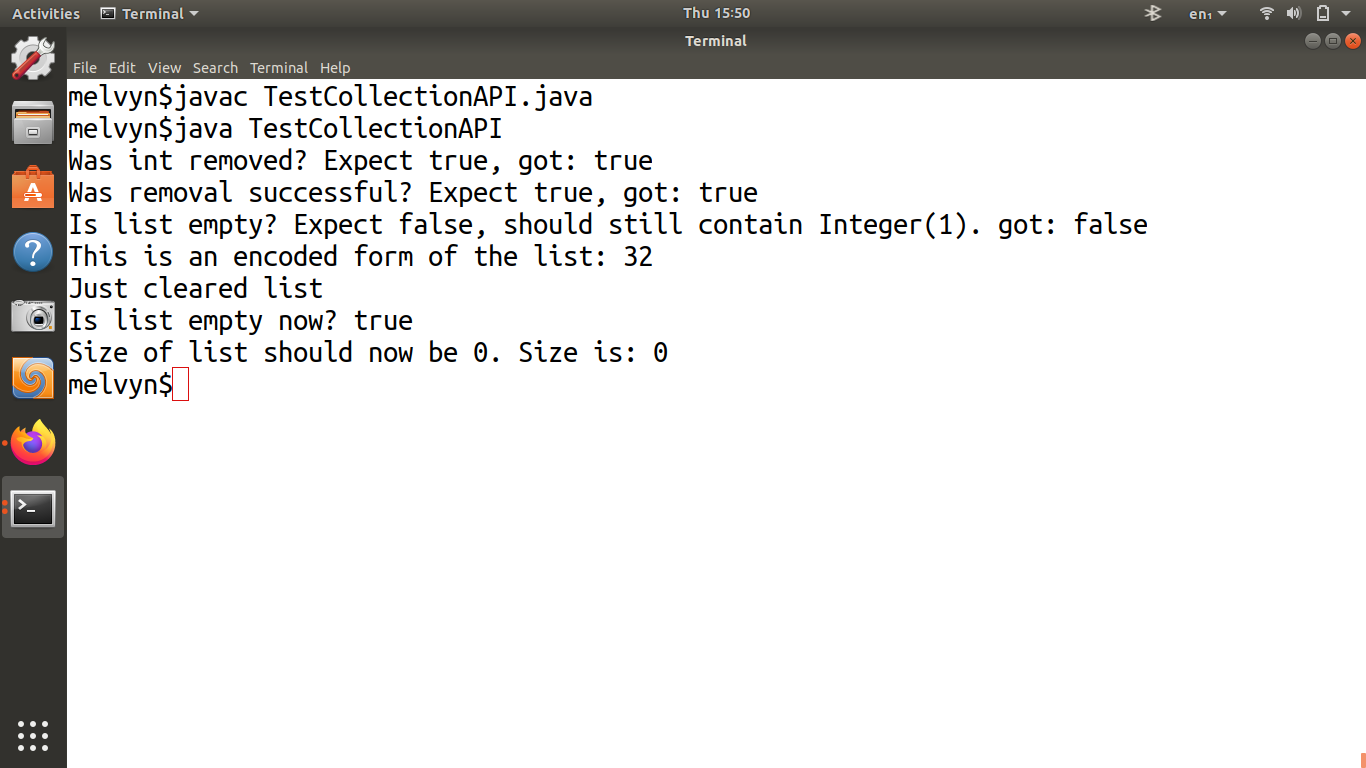 Activities Terminal Thu 15:50 en₁
Terminal
File Edit View Search Terminal Help
melvyn$javac TestCollectionAPI.java
melvyn$java TestCollectionAPI
Was int removed? Expect true, got: true
Was removal successful? Expect true, got: true
Is list empty? Expect false, should still contain Integer(1). got: false
This is an encoded form of the list: 32
Just cleared list
Is list empty now? true
Size of list should now be 0. Size is: 0
melvyn$